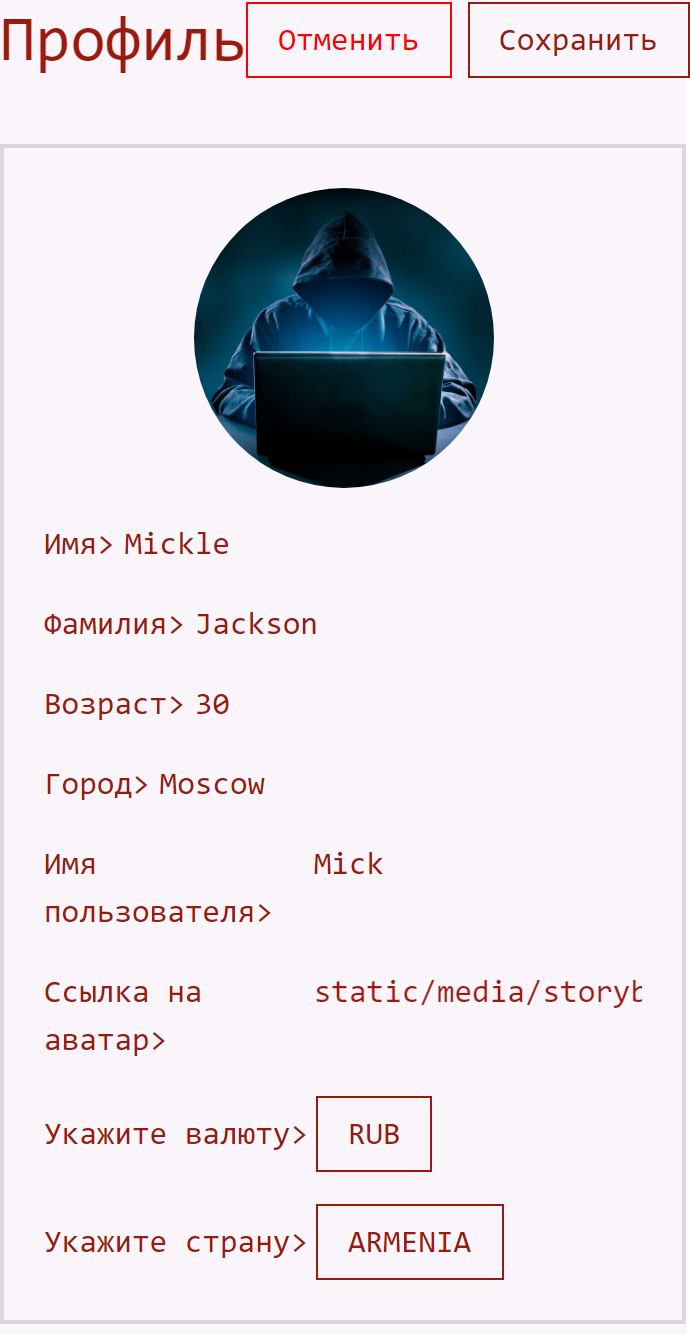 Профиль Отменить Сохранить
Имя> Mickle
Фамилия> Jackson
Возраст> 30
Город> Moscow
Имя Mick
пользователя>
Ссылка на static/media/storyb
аватар>
Укажите валюту> RUB
Укажите страну> ARMENIA